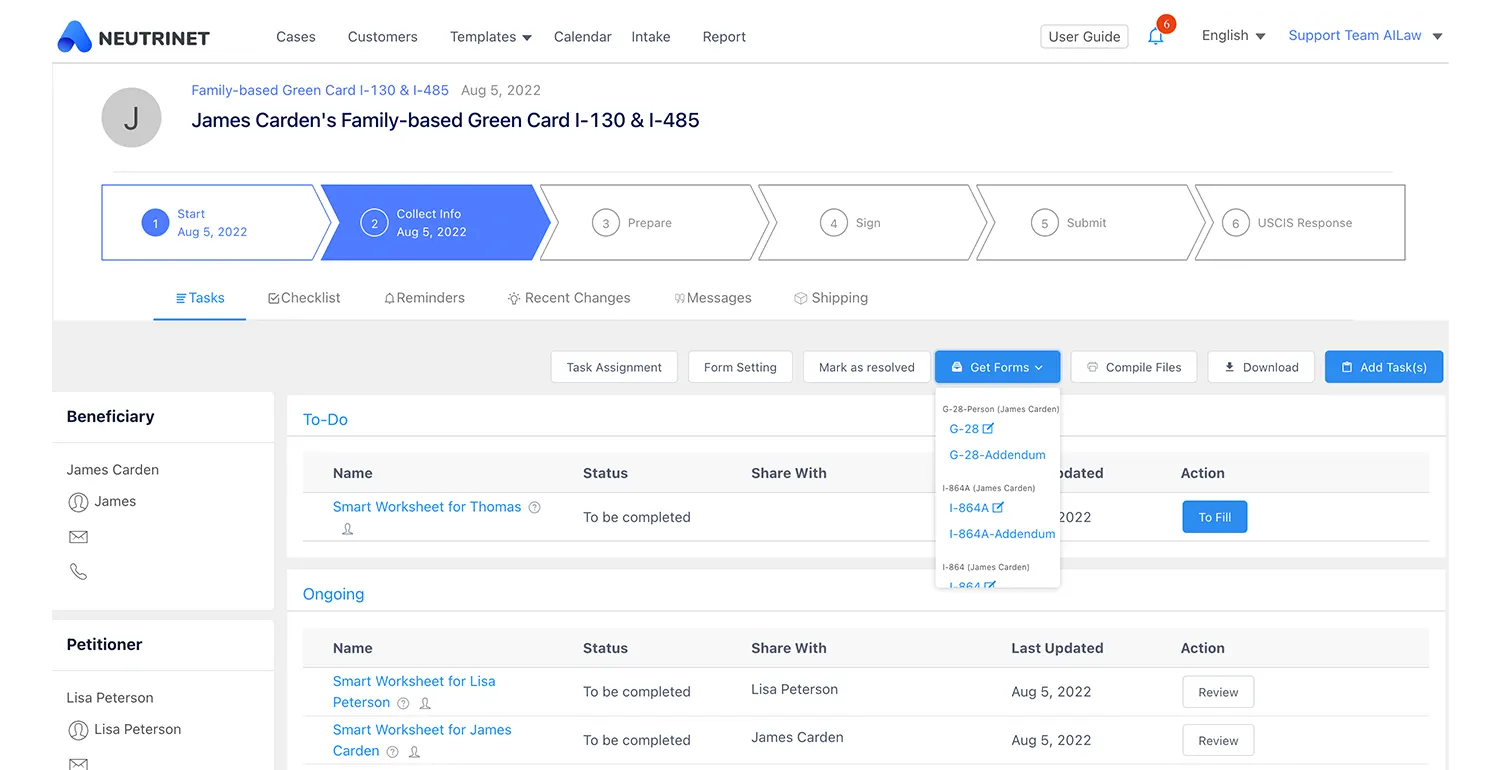 NEUTRINET
Cases Customers Templates Calendar Intake Report User Guide 6 English Support Team AILaw
Family-based Green Card I-130 & I-485 Aug 5, 2022
J
James Carden's Family-based Green Card I-130 & I-485
1 Start
Aug 5, 2022
2 Collect Info
Aug 5, 2022
3 Prepare
4 Sign
5 Submit
6 USCIS Response
Tasks Checklist Reminders Recent Changes Messages Shipping
Task Assignment Form Setting Mark as resolved Get Forms Compile Files Download Add Task(s)
G-28-Person (James Carden)
G-28
G-28-Addendum
I-864A (James Carden)
I-864A
I-864A-Addendum
I-864 (James Carden)
I-864
Beneficiary
James Carden
James
Petitioner
Lisa Peterson
Lisa Peterson
To-Do
Name Status Share With dated Action
Smart Worksheet for Thomas To be completed 2022 To Fill
Ongoing
Name Status Share With Last Updated Action
Smart Worksheet for Lisa
Peterson To be completed Lisa Peterson Aug 5, 2022 Review
Smart Worksheet for James
Carden To be completed James Carden Aug 5, 2022 Review